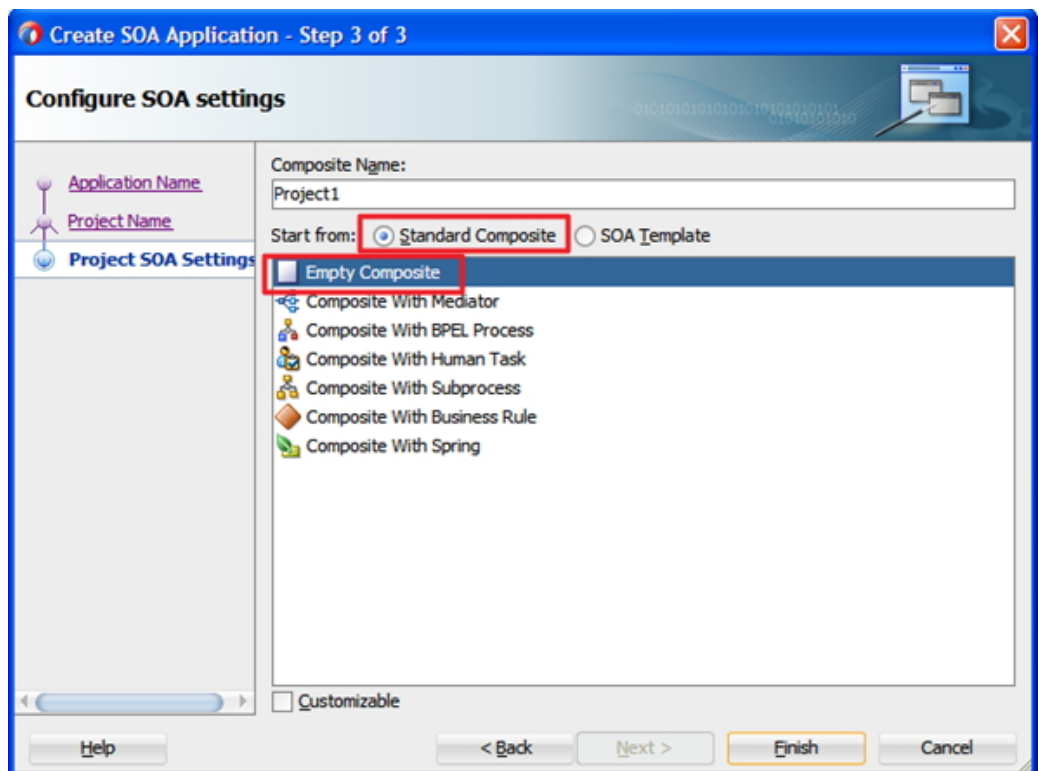 Create SOA Application - Step 3 of 3
Configure SOA settings
Application Name
Project Name
Project SOA Settings
Composite Name:
Project1
Start from: Standard Composite SOA Template
Empty Composite
Composite With Mediator
Composite With BPEL Process
Composite With Human Task
Composite With Subprocess
Composite With Business Rule
Composite With Spring
Customizable
Help < Back Next > Finish Cancel